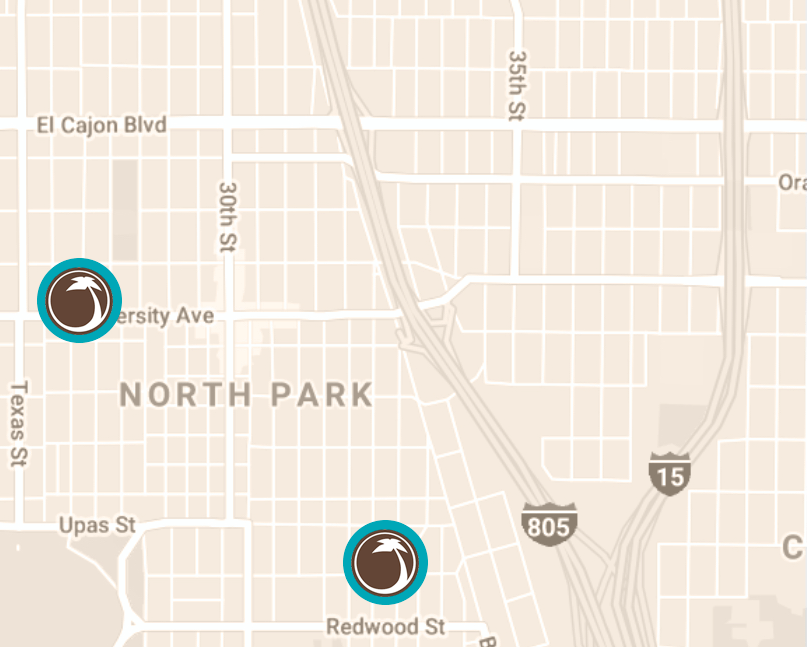 35th St
El Cajon Blvd
30th St
ersity Ave
NORTH PARK
Texas St
15
805
Upas St
Redwood St